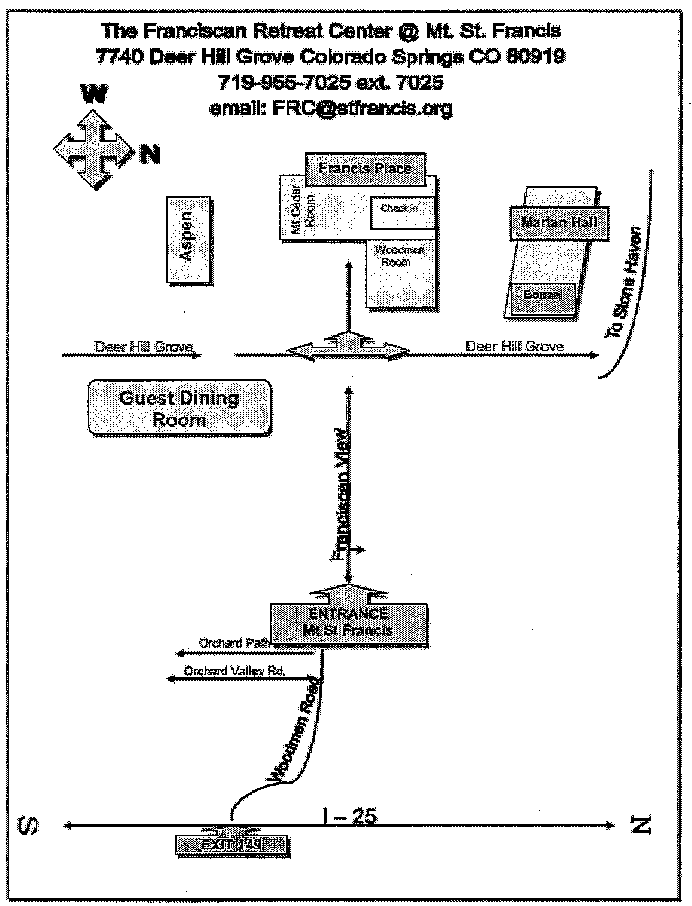 The Franciscan Retreat Center @ Mt. St. Francis
7740 Deer Hill Grove Colorado Springs CO 80919
719-955-7025 ext. 7025
email: FRC@stfrancis.org
W
N
Francis Place
Mt Cedar
Room
Check in
Woodmen
Room
Aspen
Marian Hall
To Stone Haven
Deer Hill Grove
Deer Hill Grove
Guest Dining
Room
Franciscan View
ENTRANCE
Mt St Francis
Orchard Path
Orchard Valley Rd.
Woodmen Road
I – 25
S
N
EXIT